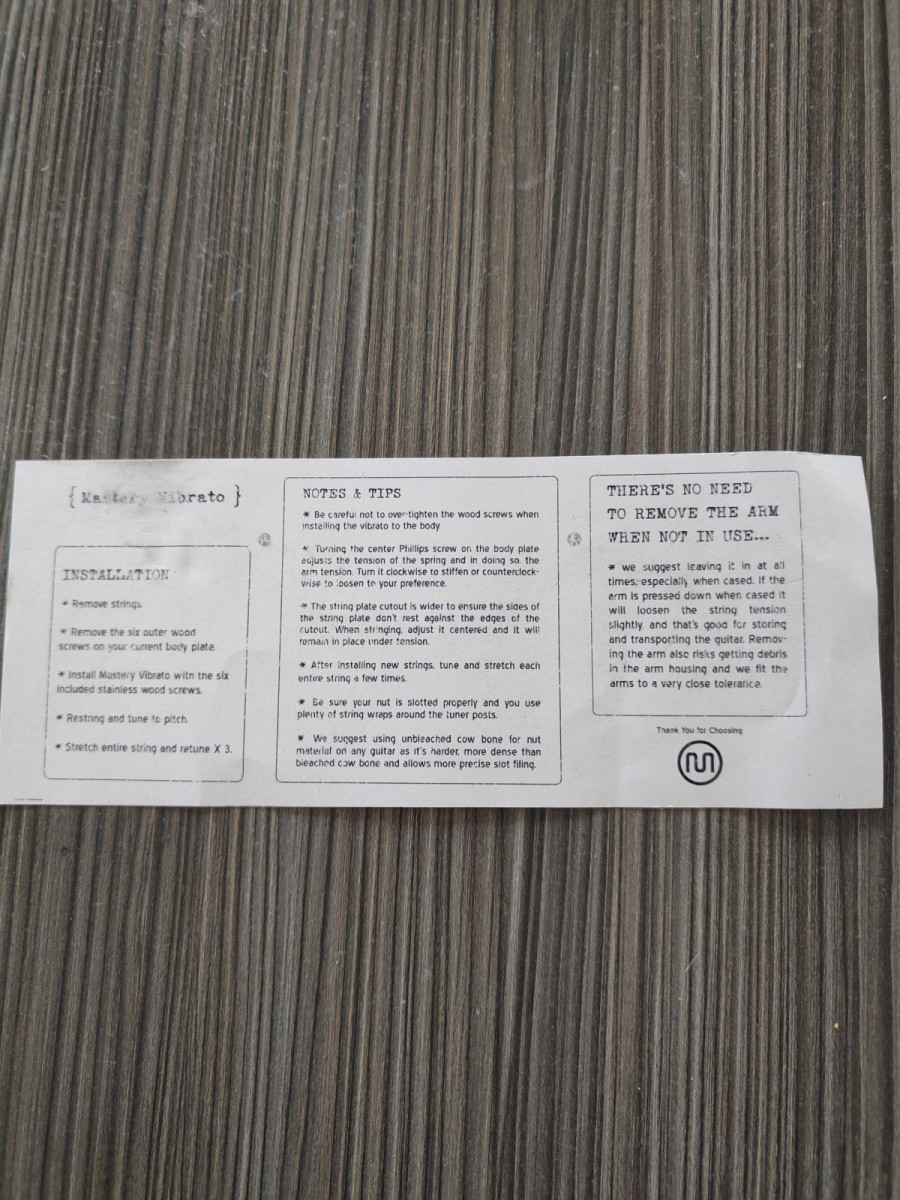 { Mastery Vibrato }
INSTALLATION
* Remove strings.
* Remove the six outer wood
screws on your current body plate.
* Install Mastery Vibrato with the six
included stainless wood screws.
* Restring and tune to pitch.
* Stretch entire string and retune X 3.
NOTES & TIPS
* Be careful not to over-tighten the wood screws when
installing the vibrato to the body.
* Turning the center Phillips screw on the body plate
adjusts the tension of the spring and in doing so, the
arm tension. Turn it clockwise to stiffen or counterclock-
wise to loosen to your preference.
* The string plate cutout is wider to ensure the sides of
the string plate don't rest against the edges of the
cutout. When stringing, adjust it centered and it will
remain in place under tension.
* After installing new strings, tune and stretch each
entire string a few times.
* Be sure your nut is slotted properly and you use
plenty of string wraps around the tuner posts.
* We suggest using unbleached cow bone for nut
material on any guitar as it's harder, more dense than
bleached cow bone and allows more precise slot filing.
THERE'S NO NEED
TO REMOVE THE ARM
WHEN NOT IN USE...
* we suggest leaving it in at all
times, especially when cased. If the
arm is pressed down when cased it
will loosen the string tension
slightly and that's good for storing
and transporting the guitar. Remov-
ing the arm also risks getting debris
in the arm housing and we fit the
arms to a very close tolerance.
Thank You for Choosing